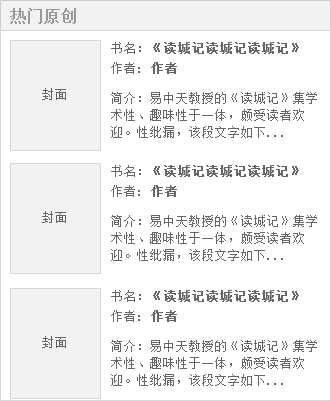 热门原创
封面
书名：《读城记读城记读城记》
作者：作者
简介：易中天教授的《读城记》集学
术性、趣味性于一体，颇受读者欢
迎。性纰漏，该段文字如下...
封面
书名：《读城记读城记读城记》
作者：作者
简介：易中天教授的《读城记》集学
术性、趣味性于一体，颇受读者欢
迎。性纰漏，该段文字如下...
封面
书名：《读城记读城记读城记》
作者：作者
简介：易中天教授的《读城记》集学
术性、趣味性于一体，颇受读者欢
迎。性纰漏，该段文字如下...